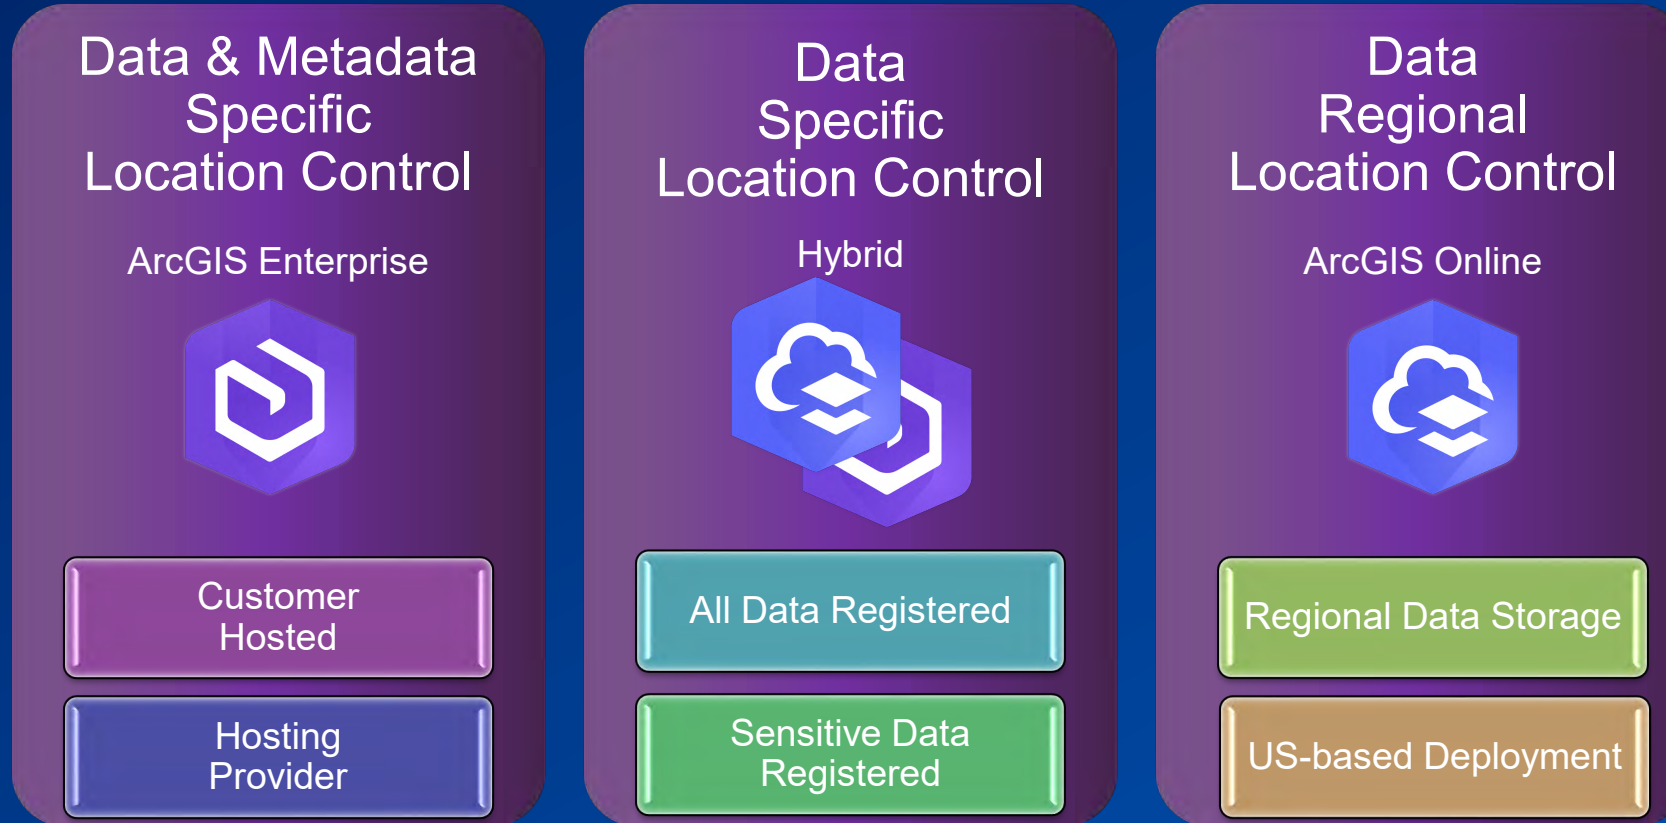 Data & Metadata
Specific
Location Control
ArcGIS Enterprise
Customer
Hosted
Hosting
Provider
Data
Specific
Location Control
Hybrid
All Data Registered
Sensitive Data
Registered
Data
Regional
Location Control
ArcGIS Online
Regional Data Storage
US-based Deployment